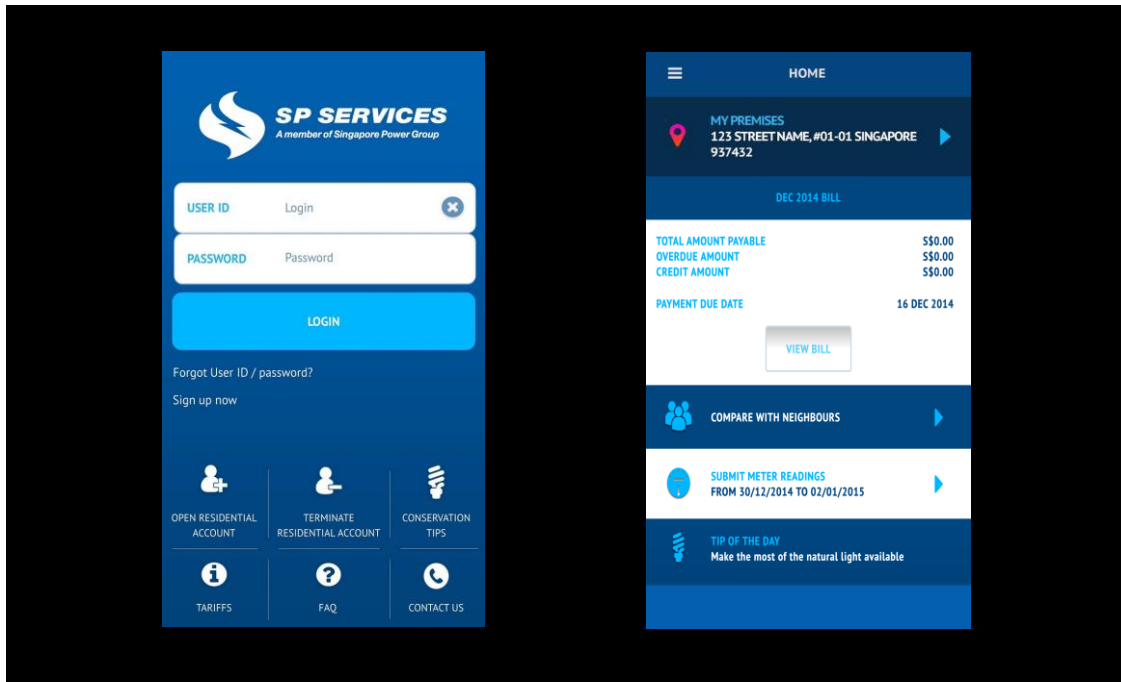 SP SERVICES
A member of Singapore Power Group
USER ID Login
PASSWORD Password
LOGIN
Forgot User ID / password?
Sign up now
OPEN RESIDENTIAL
ACCOUNT
TERMINATE
RESIDENTIAL ACCOUNT
CONSERVATION
TIPS
TARIFFS
FAQ
CONTACT US
HOME
MY PREMISES
123 STREET NAME, #01-01 SINGAPORE
937432
DEC 2014 BILL
TOTAL AMOUNT PAYABLE S$0.00
OVERDUE AMOUNT S$0.00
CREDIT AMOUNT S$0.00
PAYMENT DUE DATE 16 DEC 2014
VIEW BILL
COMPARE WITH NEIGHBOURS
SUBMIT METER READINGS
FROM 30/12/2014 TO 02/01/2015
TIP OF THE DAY
Make the most of the natural light available